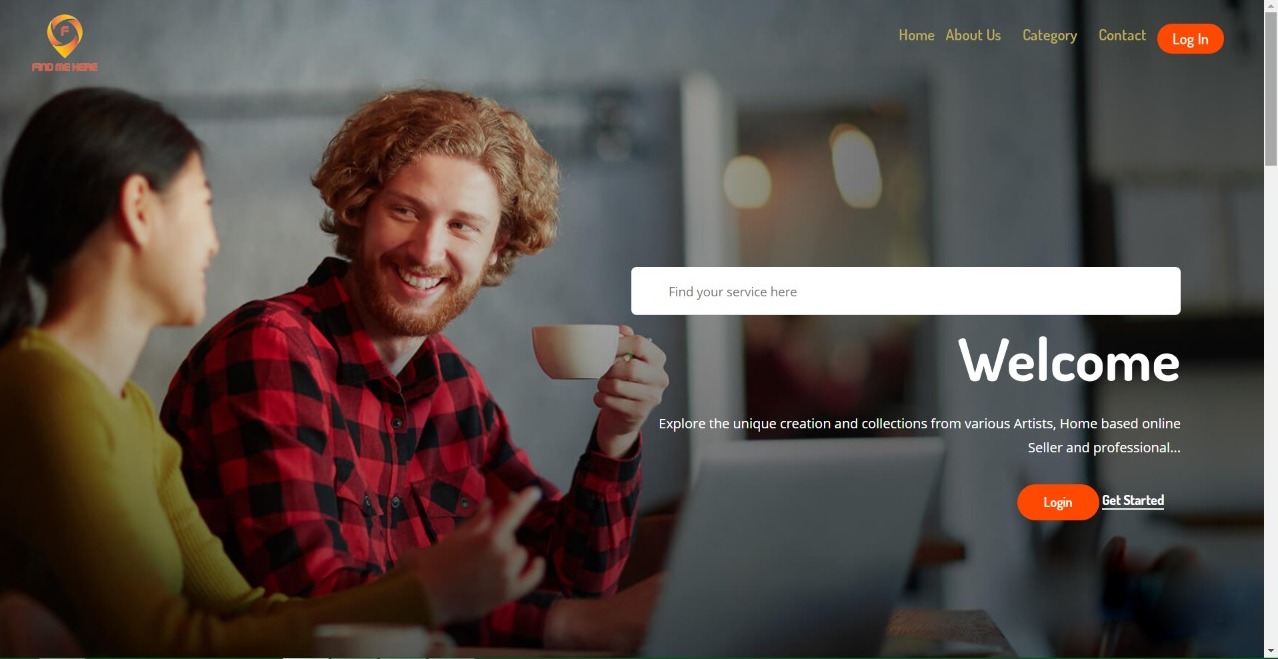 F
FIND ME HERE
Home About Us Category Contact Log In
Find your service here
Welcome
Explore the unique creation and collections from various Artists, Home based online
Seller and professional...
Login Get Started